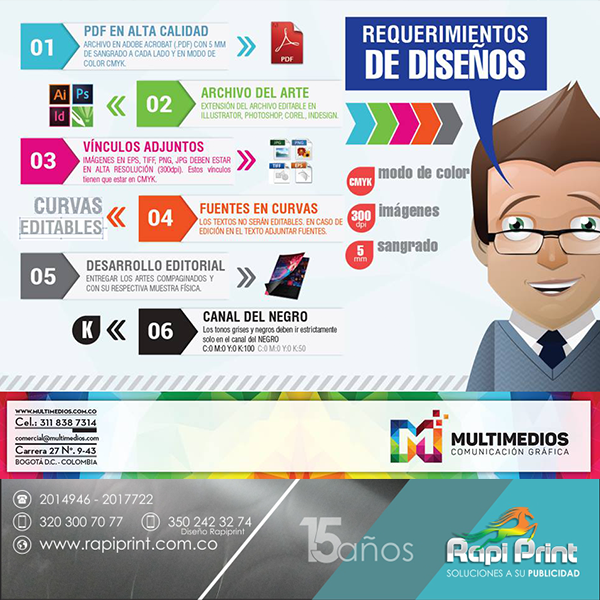 REQUERIMIENTOS
DE DISEÑOS
01
PDF EN ALTA CALIDAD
ARCHIVO EN ADOBE ACROBAT (.PDF) CON 5 MM
DE SANGRADO A CADA LADO Y EN MODO DE
COLOR CMYK.
PDF
Ai Ps
Id
02
ARCHIVO DEL ARTE
EXTENSIÓN DEL ARCHIVO EDITABLE EN
ILLUSTRATOR, PHOTOSHOP, COREL, INDESIGN.
03
VÍNCULOS ADJUNTOS
IMÁGENES EN EPS, TIFF, PNG, JPG DEBEN ESTAR
EN ALTA RESOLUCIÓN (300dpi). Estos vínculos
tienen que estar en CMYK.
JPG PNG
TIFF EPS
CURVAS
EDITABLES
04
FUENTES EN CURVAS
LOS TEXTOS NO SERÁN EDITABLES. EN CASO DE
EDICIÓN EN EL TEXTO ADJUNTAR FUENTES.
05
DESARROLLO EDITORIAL
ENTREGAR LOS ARTES COMPAGINADOS Y
CON SU RESPECTIVA MUESTRA FÍSICA.
K
06
CANAL DEL NEGRO
Los tonos grises y negros deben ir estrictamente
solo en el canal del NEGRO
C:0 M:0 Y:0 K:100 C:0 M:0 Y:0 K:50
CMYK modo de color
300 dpi imágenes
5 mm sangrado
WWW.MULTIMEDIOS.COM.CO
Cel.: 311 838 7314
comercial@multimedios.com
Carrera 27 Nº. 9-43
BOGOTÁ D.C. - COLOMBIA
MULTIMEDIOS
COMUNICACIÓN GRÁFICA
2014946 - 2017722
320 300 70 77 350 242 32 74
Diseño Rapiprint
www.rapiprint.com.co
15 años
Rapi Print
SOLUCIONES A SU PUBLICIDAD